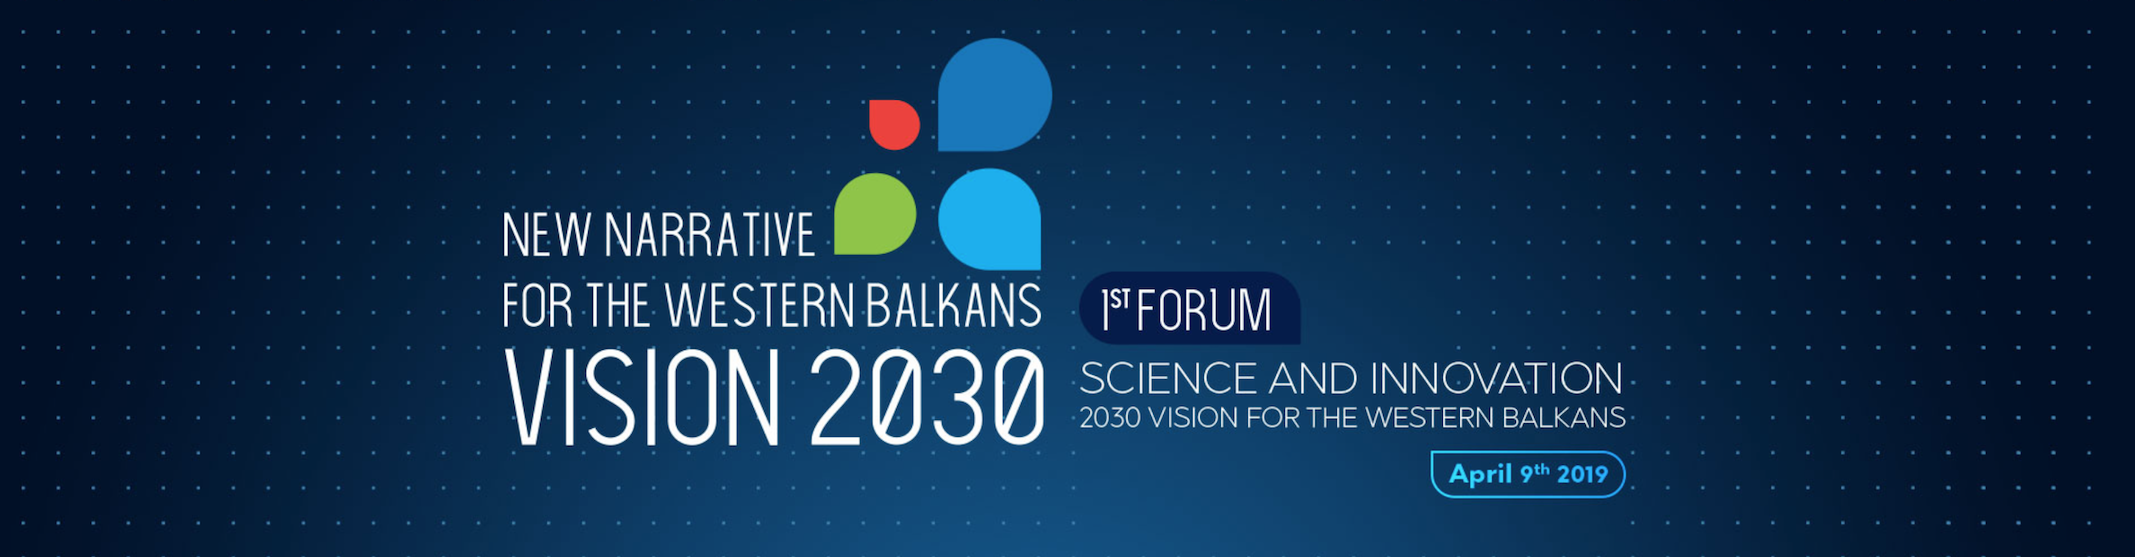 NEW NARRATIVE
FOR THE WESTERN BALKANS
VISION 2030
1ST FORUM
SCIENCE AND INNOVATION
2030 VISION FOR THE WESTERN BALKANS
April 9th 2019